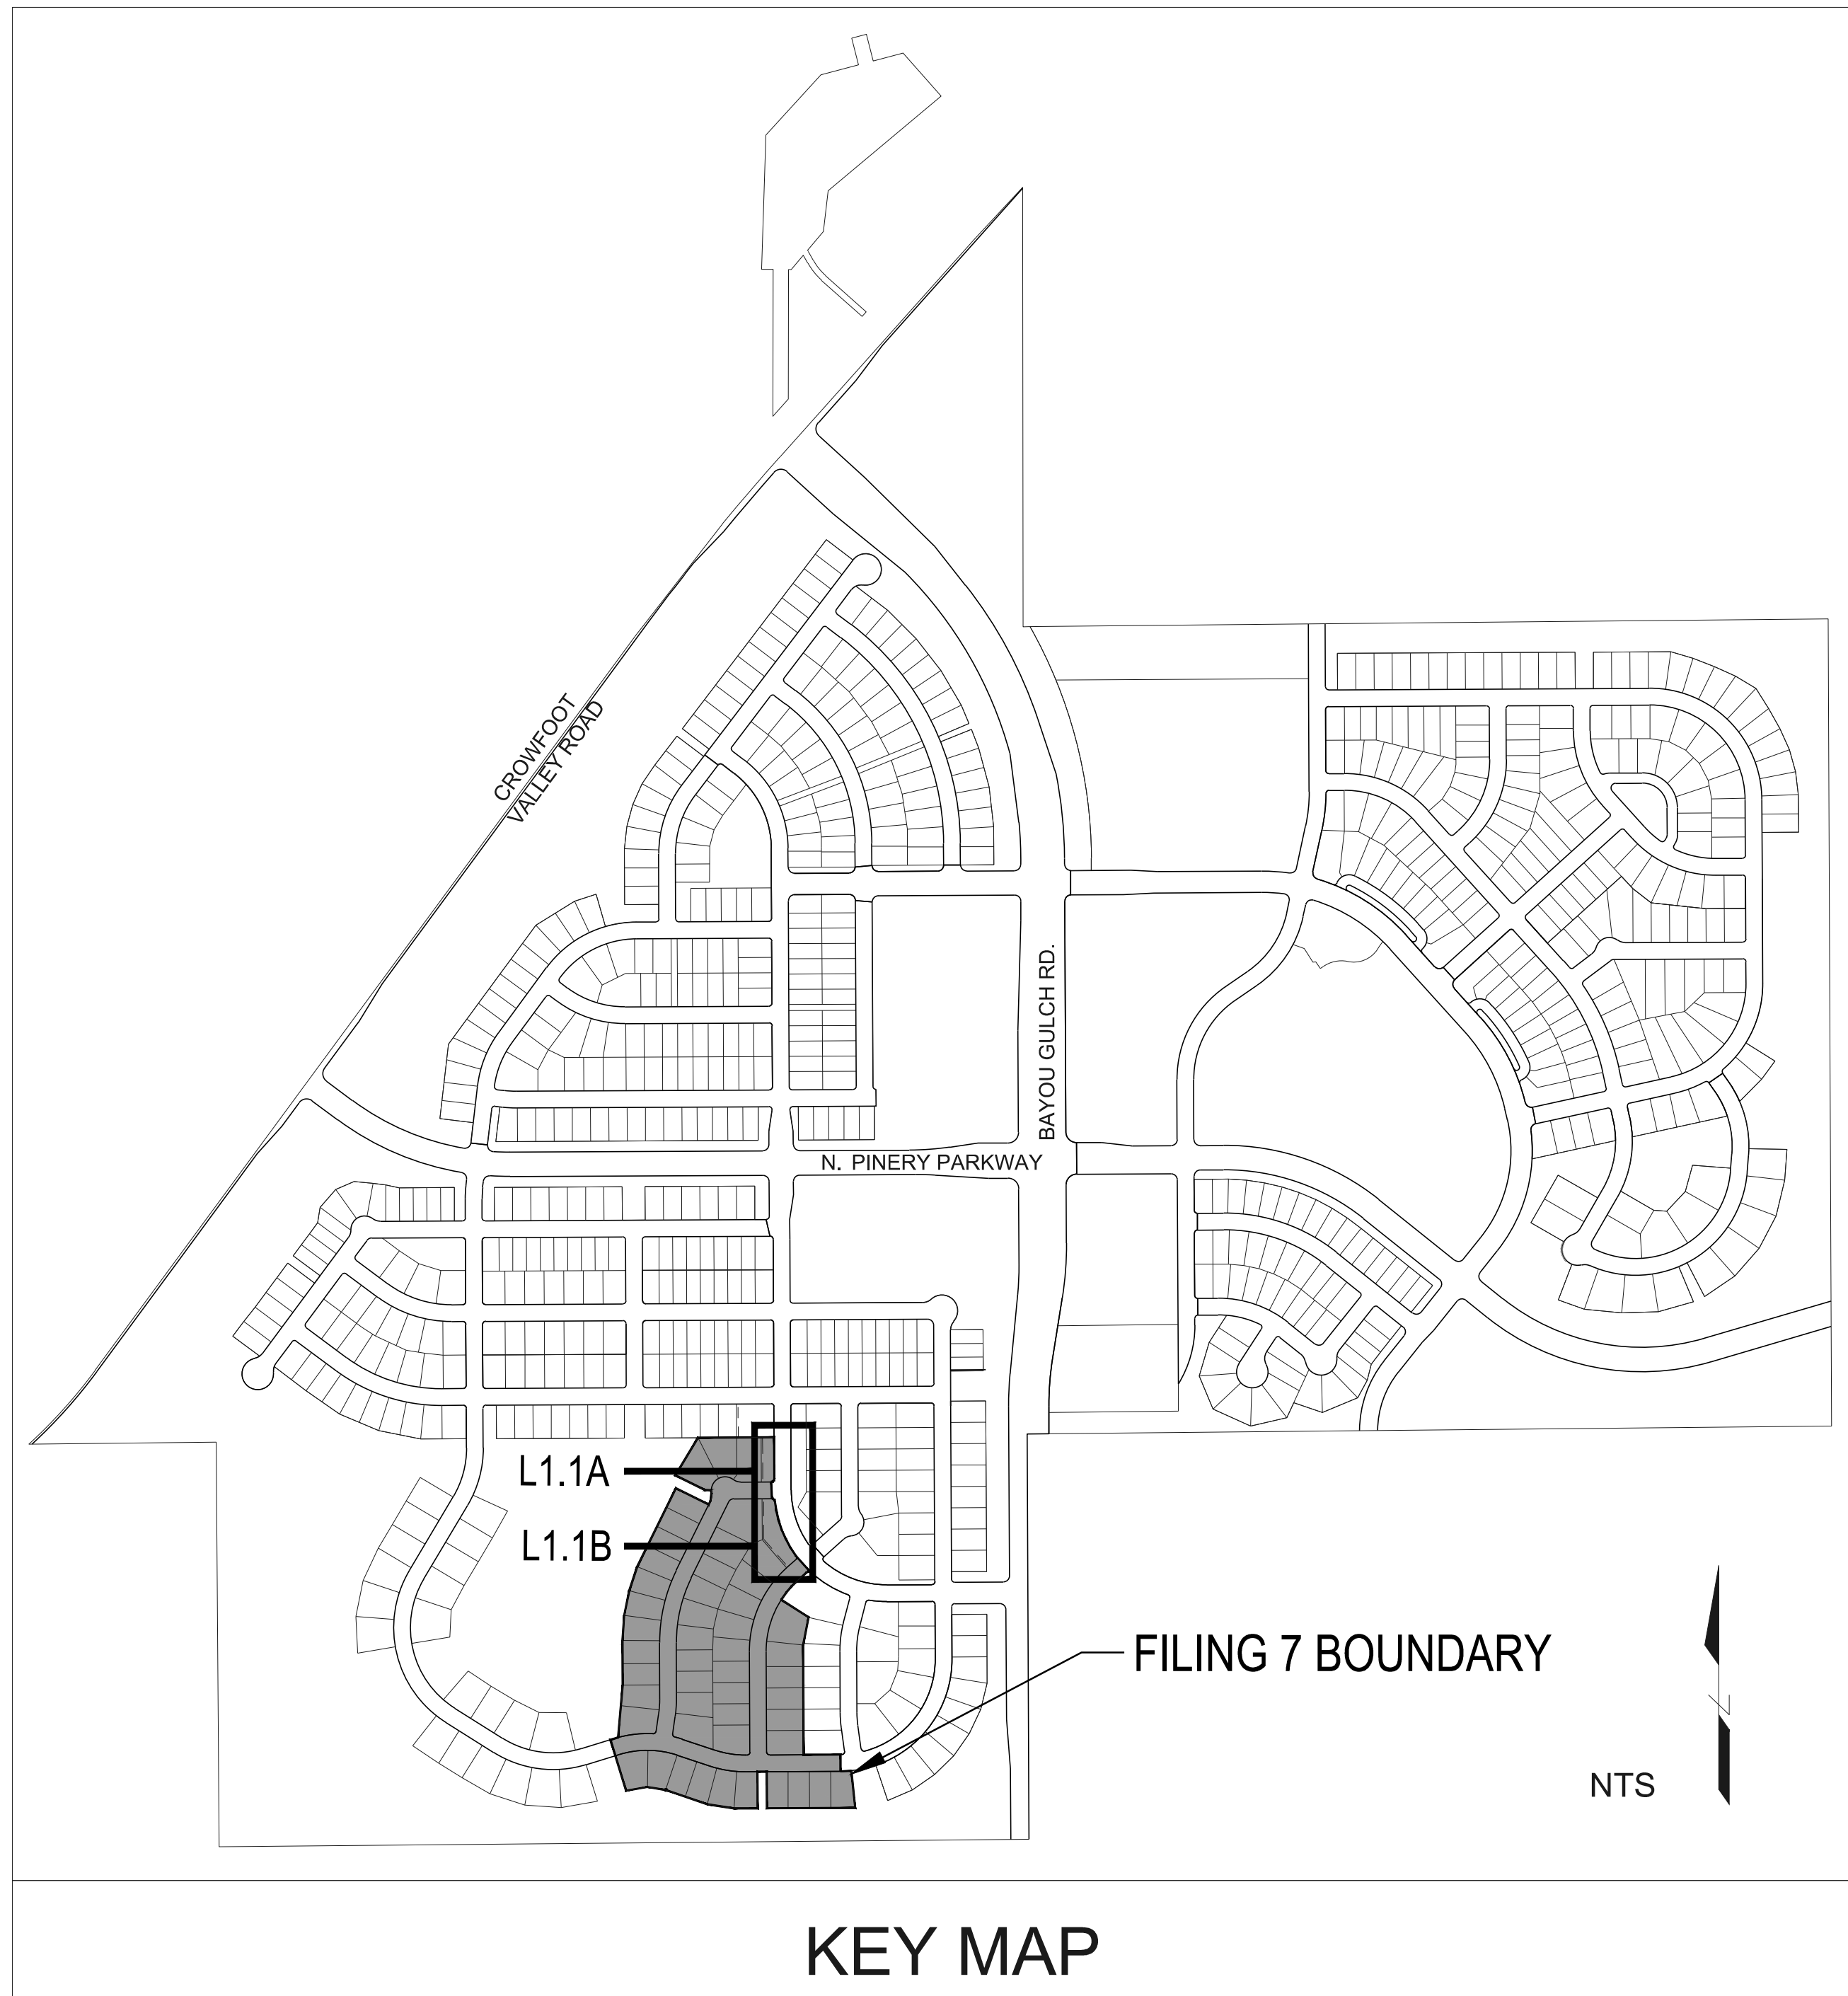 CROWFOOT
VALLEY ROAD
BAYOU GULCH RD.
N. PINERY PARKWAY
L1.1A
L1.1B
FILING 7 BOUNDARY
NTS
KEY MAP